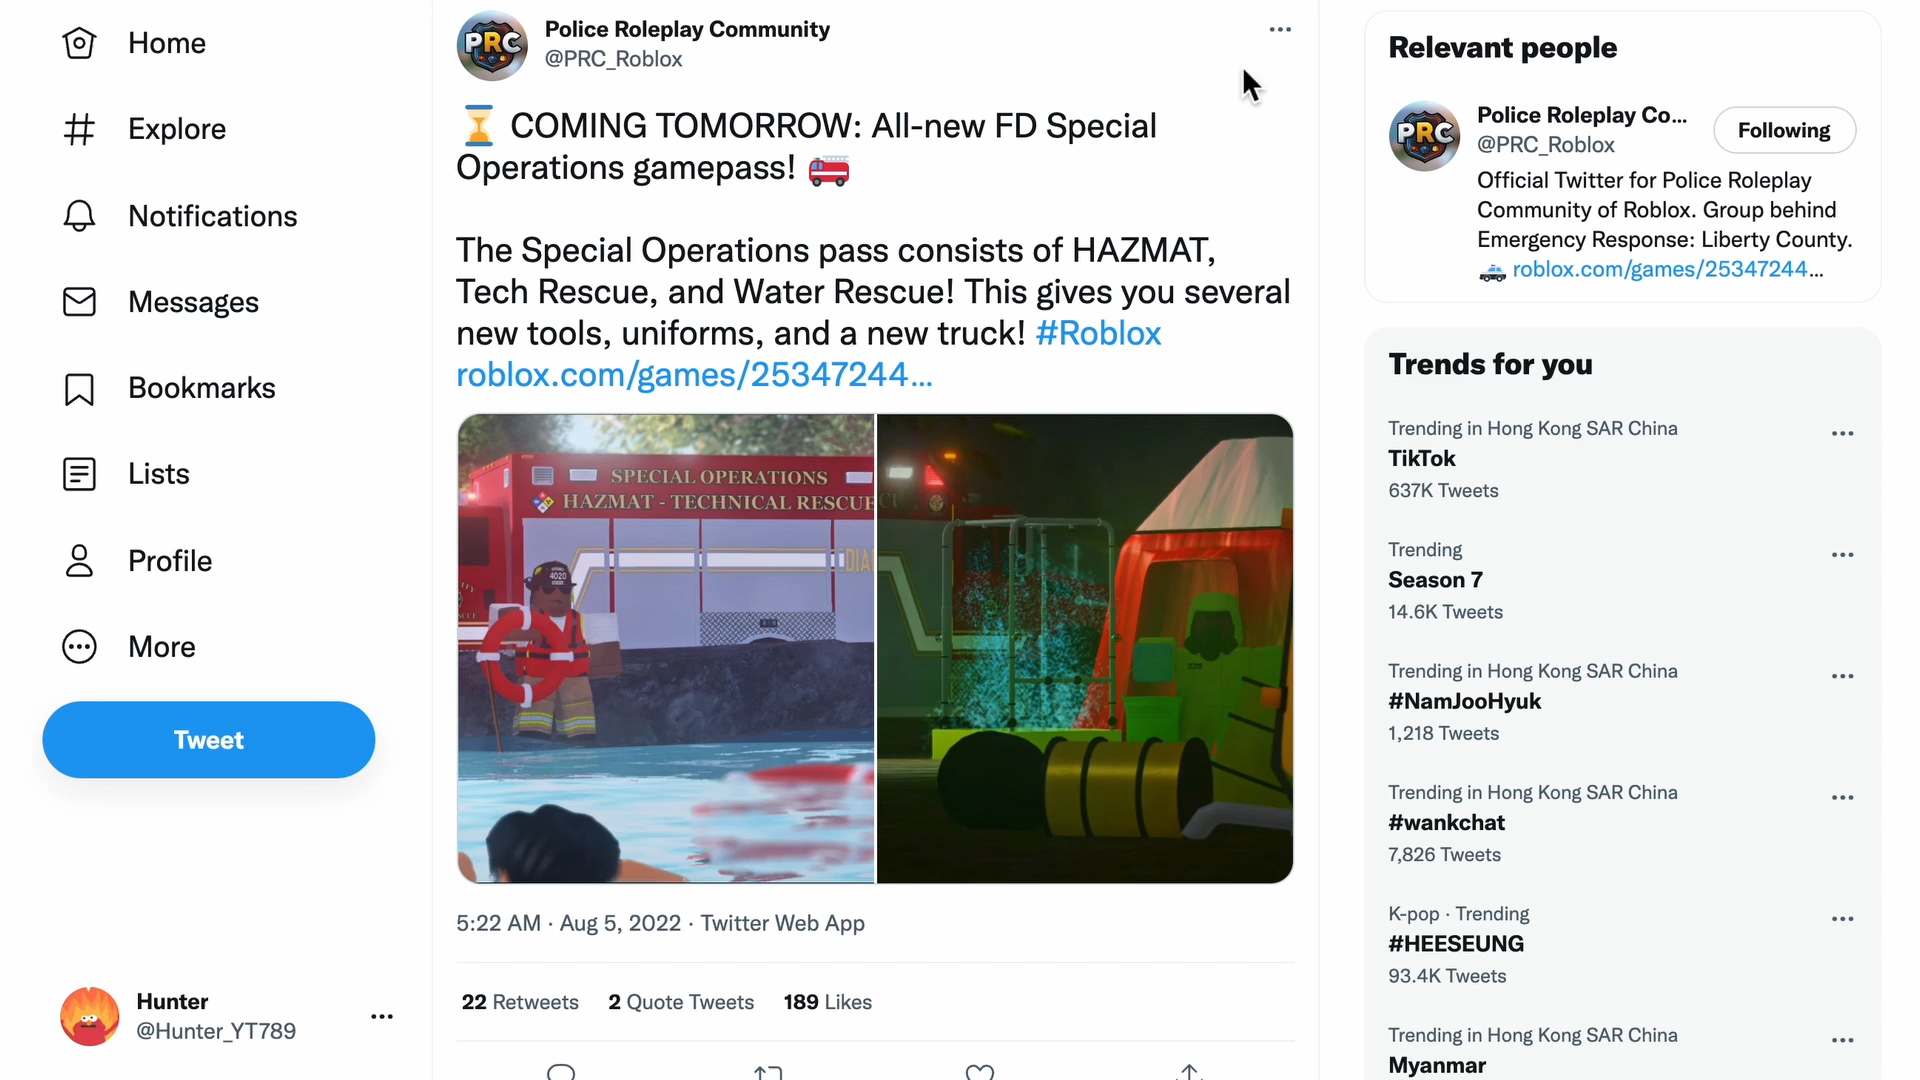 Home
Explore
Notifications
Messages
Bookmarks
Lists
Profile
More
Tweet
Hunter
@Hunter_YT789
PRC
Police Roleplay Community
@PRC_Roblox
COMING TOMORROW: All-new FD Special
Operations gamepass!
The Special Operations pass consists of HAZMAT,
Tech Rescue, and Water Rescue! This gives you several
new tools, uniforms, and a new truck! #Roblox
roblox.com/games/25347244...
SPECIAL OPERATIONS
HAZMAT - TECHNICAL RESCUE
4020
5:22 AM · Aug 5, 2022 · Twitter Web App
22 Retweets 2 Quote Tweets 189 Likes
Relevant people
PRC
Police Roleplay Co...
@PRC_Roblox
Following
Official Twitter for Police Roleplay
Community of Roblox. Group behind
Emergency Response: Liberty County.
roblox.com/games/25347244...
Trends for you
Trending in Hong Kong SAR China
TikTok
637K Tweets
Trending
Season 7
14.6K Tweets
Trending in Hong Kong SAR China
#NamJooHyuk
1,218 Tweets
Trending in Hong Kong SAR China
#wankchat
7,826 Tweets
K-pop · Trending
#HEESEUNG
93.4K Tweets
Trending in Hong Kong SAR China
Myanmar